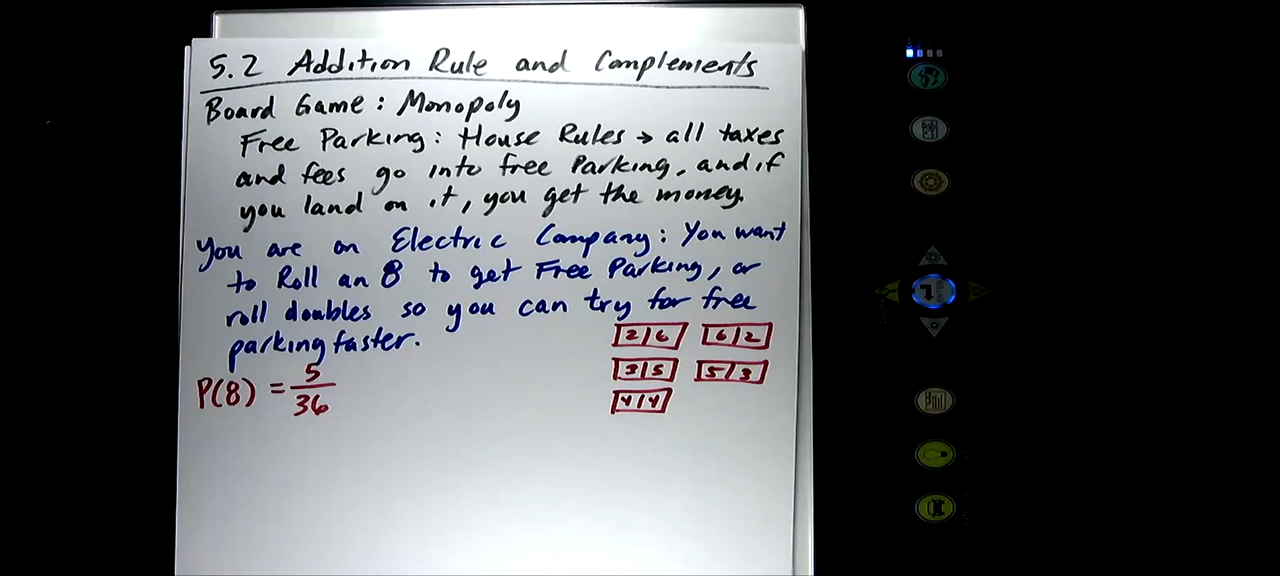 5.2 Addition Rule and Complements
Board Game: Monopoly
Free Parking: House Rules → all taxes
and fees go into free Parking, and if
you land on it, you get the money.
You are on Electric Company: You want
to Roll an 8 to get Free Parking, or
roll doubles so you can try for free
parking faster.
2/6 6/2
3/5 5/3
4/4
P(8) = 5/36